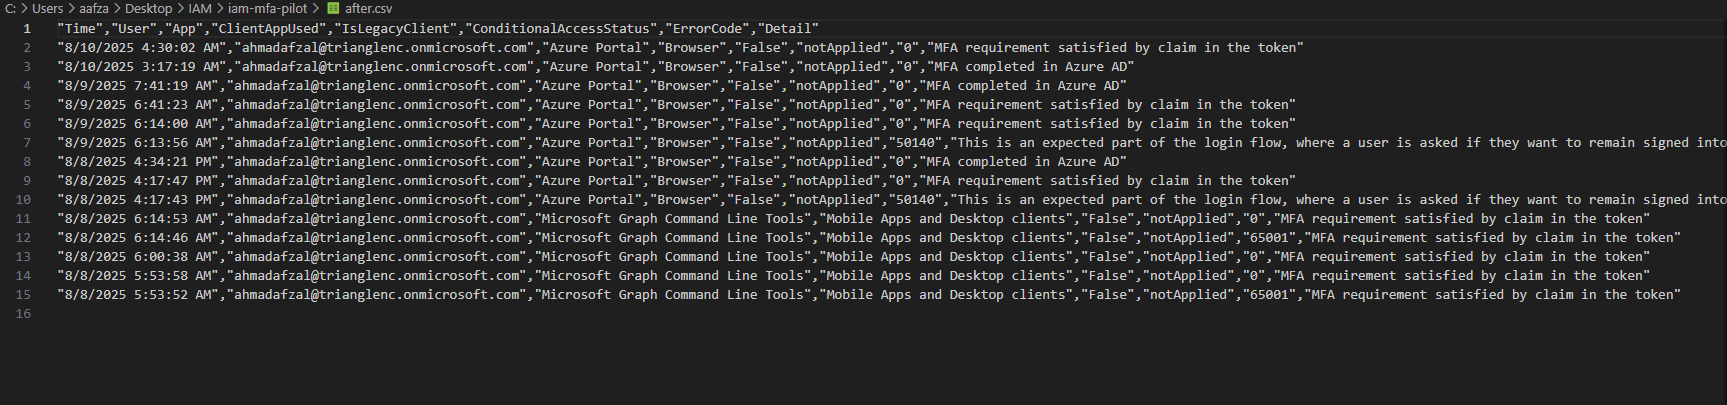 C: > Users > aafza > Desktop > IAM > iam-mfa-pilot > after.csv
1 "Time","User","App","ClientAppUsed","IsLegacyClient","ConditionalAccessStatus","ErrorCode","Detail"
2 "8/10/2025 4:30:02 AM","ahmadafzal@trianglenc.onmicrosoft.com","Azure Portal","Browser","False","notApplied","0","MFA requirement satisfied by claim in the token"
3 "8/10/2025 3:17:19 AM","ahmadafzal@trianglenc.onmicrosoft.com","Azure Portal","Browser","False","notApplied","0","MFA completed in Azure AD"
4 "8/9/2025 7:41:19 AM","ahmadafzal@trianglenc.onmicrosoft.com","Azure Portal","Browser","False","notApplied","0","MFA completed in Azure AD"
5 "8/9/2025 6:41:23 AM","ahmadafzal@trianglenc.onmicrosoft.com","Azure Portal","Browser","False","notApplied","0","MFA requirement satisfied by claim in the token"
6 "8/9/2025 6:14:00 AM","ahmadafzal@trianglenc.onmicrosoft.com","Azure Portal","Browser","False","notApplied","0","MFA requirement satisfied by claim in the token"
7 "8/9/2025 6:13:56 AM","ahmadafzal@trianglenc.onmicrosoft.com","Azure Portal","Browser","False","notApplied","50140","This is an expected part of the login flow, where a user is asked if they want to remain signed into
8 "8/8/2025 4:34:21 PM","ahmadafzal@trianglenc.onmicrosoft.com","Azure Portal","Browser","False","notApplied","0","MFA completed in Azure AD"
9 "8/8/2025 4:17:47 PM","ahmadafzal@trianglenc.onmicrosoft.com","Azure Portal","Browser","False","notApplied","0","MFA requirement satisfied by claim in the token"
10 "8/8/2025 4:17:43 PM","ahmadafzal@trianglenc.onmicrosoft.com","Azure Portal","Browser","False","notApplied","50140","This is an expected part of the login flow, where a user is asked if they want to remain signed into
11 "8/8/2025 6:14:53 AM","ahmadafzal@trianglenc.onmicrosoft.com","Microsoft Graph Command Line Tools","Mobile Apps and Desktop clients","False","notApplied","0","MFA requirement satisfied by claim in the token"
12 "8/8/2025 6:14:46 AM","ahmadafzal@trianglenc.onmicrosoft.com","Microsoft Graph Command Line Tools","Mobile Apps and Desktop clients","False","notApplied","65001","MFA requirement satisfied by claim in the token"
13 "8/8/2025 6:00:38 AM","ahmadafzal@trianglenc.onmicrosoft.com","Microsoft Graph Command Line Tools","Mobile Apps and Desktop clients","False","notApplied","0","MFA requirement satisfied by claim in the token"
14 "8/8/2025 5:53:58 AM","ahmadafzal@trianglenc.onmicrosoft.com","Microsoft Graph Command Line Tools","Mobile Apps and Desktop clients","False","notApplied","0","MFA requirement satisfied by claim in the token"
15 "8/8/2025 5:53:52 AM","ahmadafzal@trianglenc.onmicrosoft.com","Microsoft Graph Command Line Tools","Mobile Apps and Desktop clients","False","notApplied","65001","MFA requirement satisfied by claim in the token"
16